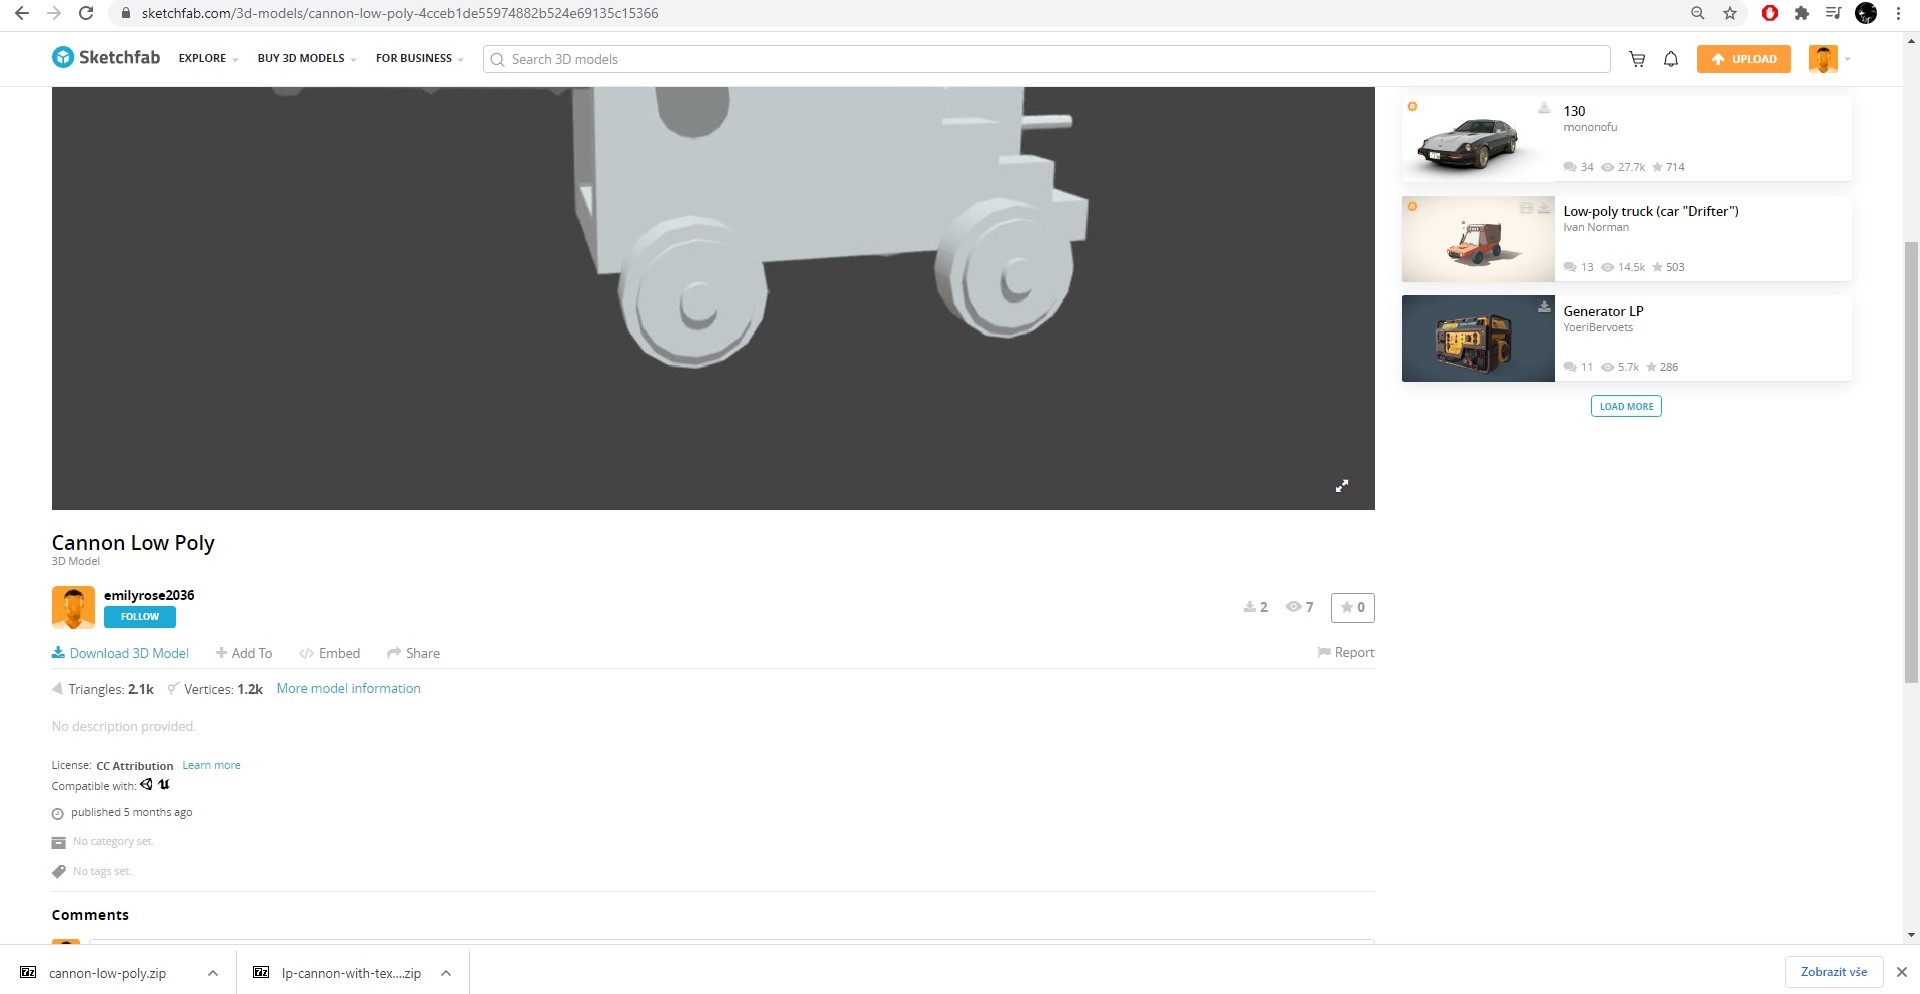 sketchfab.com/3d-models/cannon-low-poly-4cceb1de55974882b524e69135c15366
Sketchfab EXPLORE BUY 3D MODELS FOR BUSINESS Search 3D models UPLOAD
130
mononofu
34 27.7k 714
Low-poly truck (car "Drifter")
Ivan Norman
13 14.5k 503
Generator LP
YoeriBervoets
11 5.7k 286
LOAD MORE
Cannon Low Poly
3D Model
emilyrose2036
FOLLOW
2 7 0
Download 3D Model Add To </> Embed Share Report
Triangles: 2.1k Vertices: 1.2k More model information
No description provided.
License: CC Attribution Learn more
Compatible with:
published 5 months ago
No category set.
No tags set.
Comments
7z cannon-low-poly.zip 7z lp-cannon-with-tex....zip Zobrazit vše